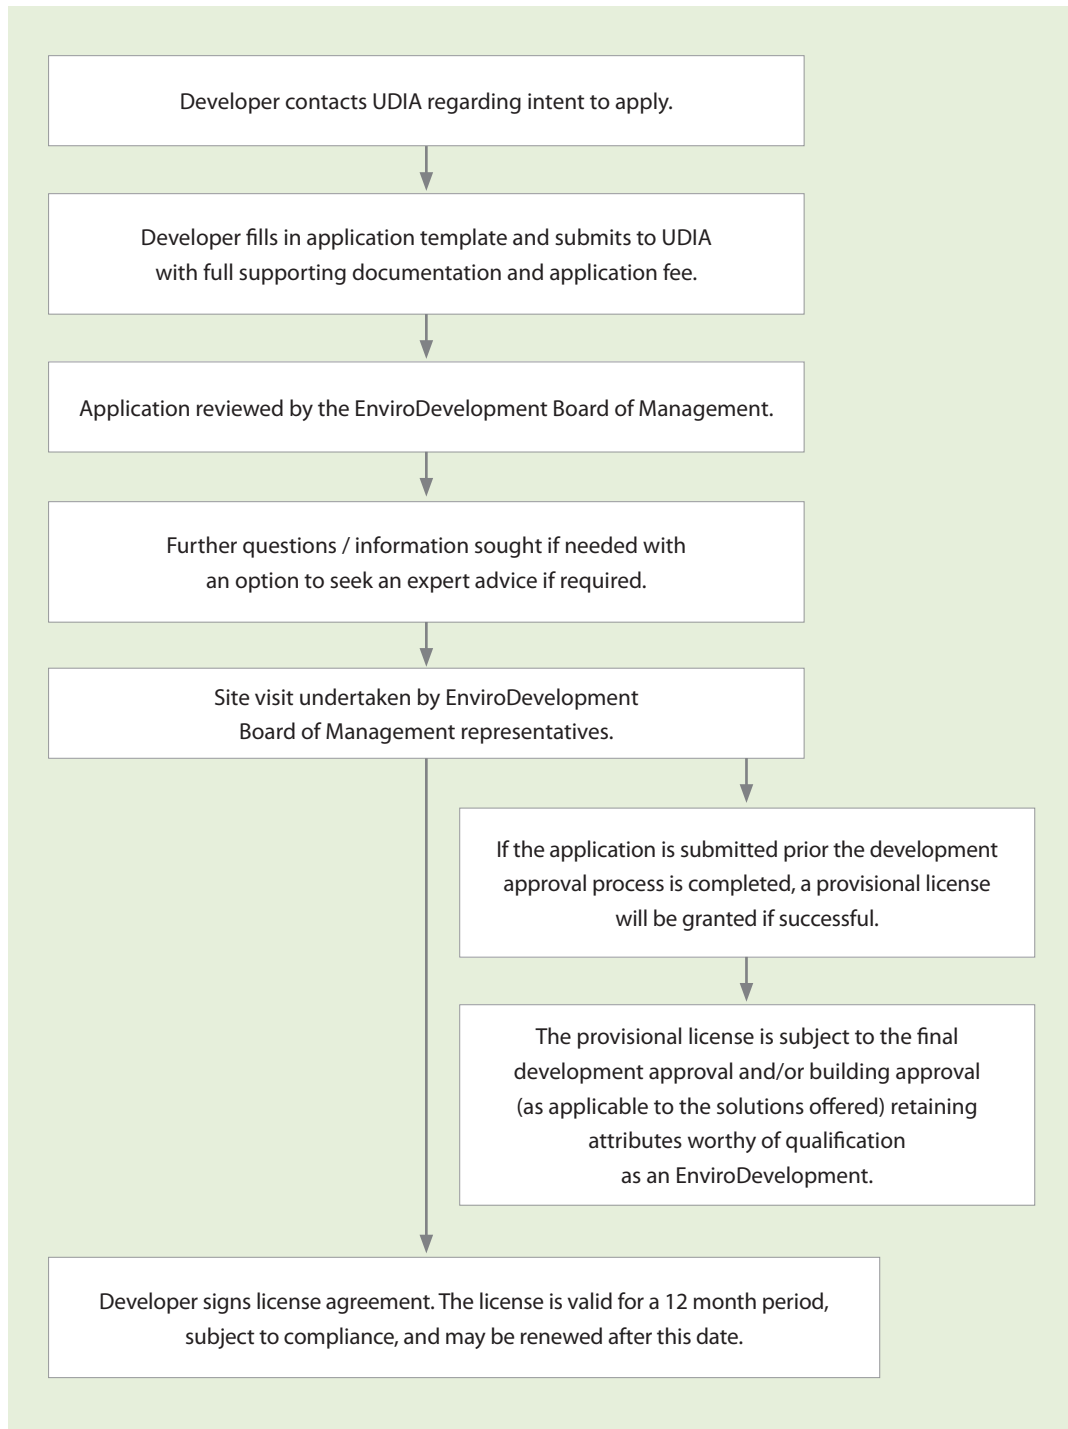 Developer contacts UDIA regarding intent to apply.
Developer fills in application template and submits to UDIA
with full supporting documentation and application fee.
Application reviewed by the EnviroDevelopment Board of Management.
Further questions / information sought if needed with
an option to seek an expert advice if required.
Site visit undertaken by EnviroDevelopment
Board of Management representatives.
If the application is submitted prior the development
approval process is completed, a provisional license
will be granted if successful.
The provisional license is subject to the final
development approval and/or building approval
(as applicable to the solutions offered) retaining
attributes worthy of qualification
as an EnviroDevelopment.
Developer signs license agreement. The license is valid for a 12 month period,
subject to compliance, and may be renewed after this date.